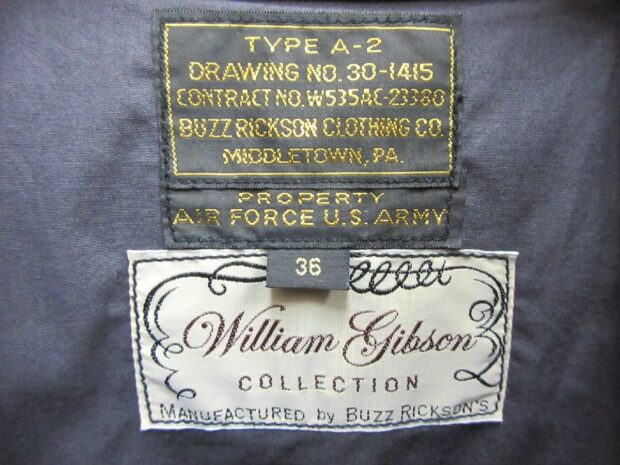 TYPE A-2
DRAWING NO. 30-1415
CONTRACT NO. W535AC-23380
BUZZ RICKSON CLOTHING CO.
MIDDLETOWN, PA.
PROPERTY
AIR FORCE U.S. ARMY
36
William Gibson
COLLECTION
MANUFACTURED by BUZZ RICKSON'S